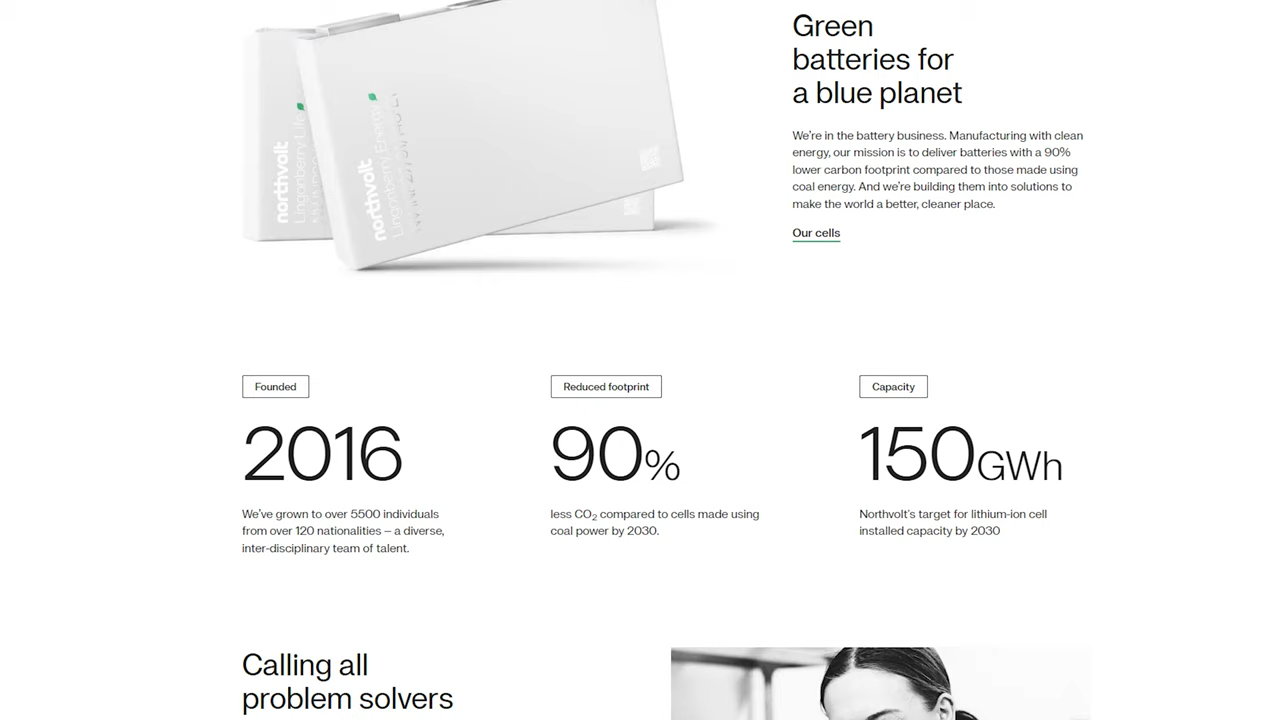 Green
batteries for
a blue planet
We're in the battery business. Manufacturing with clean
energy, our mission is to deliver batteries with a 90%
lower carbon footprint compared to those made using
coal energy. And we're building them into solutions to
make the world a better, cleaner place.
Our cells
northvolt
Lingonberry Life
northvolt
Lingonberry Energy
Founded
2016
We've grown to over 5500 individuals
from over 120 nationalities – a diverse,
inter-disciplinary team of talent.
Reduced footprint
90%
less CO₂ compared to cells made using
coal power by 2030.
Capacity
150GWh
Northvolt's target for lithium-ion cell
installed capacity by 2030
Calling all
problem solvers